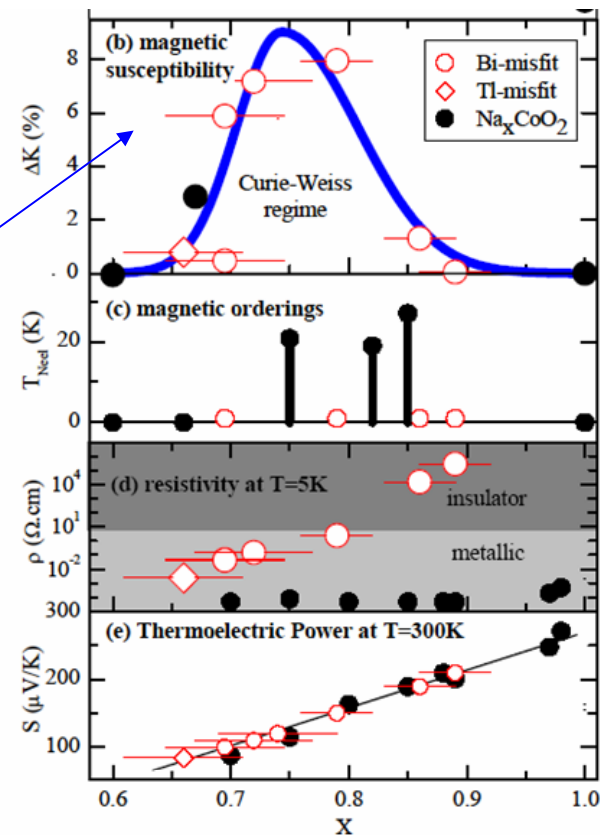 (b) magnetic
susceptibility
Bi-misfit
Tl-misfit
NaxCoO2
Curie-Weiss
regime
ΔK (%)
8
6
4
2
0
(c) magnetic orderings
TNeel (K)
20
0
(d) resistivity at T=5K
insulator
metallic
ρ (Ω.cm)
10^4
10^1
10^-2
300
(e) Thermoelectric Power at T=300K
S (μV/K)
200
100
0.6 0.7 0.8 0.9 1.0
X